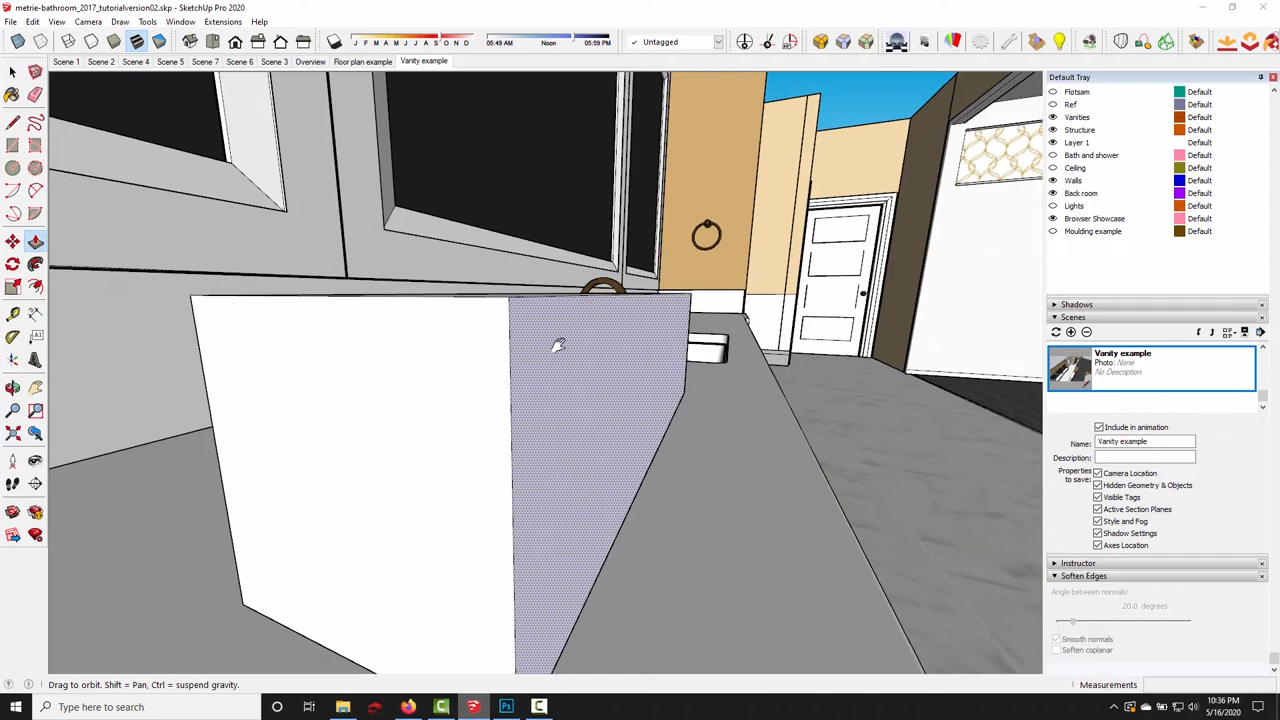 metrie-bathroom_2017_tutorialversion02.skp - SketchUp Pro 2020
File Edit View Camera Draw Tools Window Extensions Help
J F M A M J J A S O N D
05:49 AM Noon 05:59 PM
✓ Untagged
Scene 1 Scene 2 Scene 4 Scene 5 Scene 7 Scene 6 Scene 3 Overview Floor plan example Vanity example
Default Tray
Flotsam Default
Ref Default
Vanities Default
Structure Default
Layer 1 Default
Bath and shower Default
Ceiling Default
Walls Default
Back room Default
Lights Default
Browser Showcase Default
Moulding example Default
Shadows
Scenes
Vanity example
Photo: None
No Description
Include in animation
Name: Vanity example
Description:
Properties to save:
Camera Location
Hidden Geometry & Objects
Visible Tags
Active Section Planes
Style and Fog
Shadow Settings
Axes Location
Instructor
Soften Edges
Angle between normals:
20.0 degrees
Smooth normals
Soften coplanar
Drag to orbit. Shift = Pan, Ctrl = suspend gravity.
Measurements
Type here to search
10:36 PM
5/16/2020